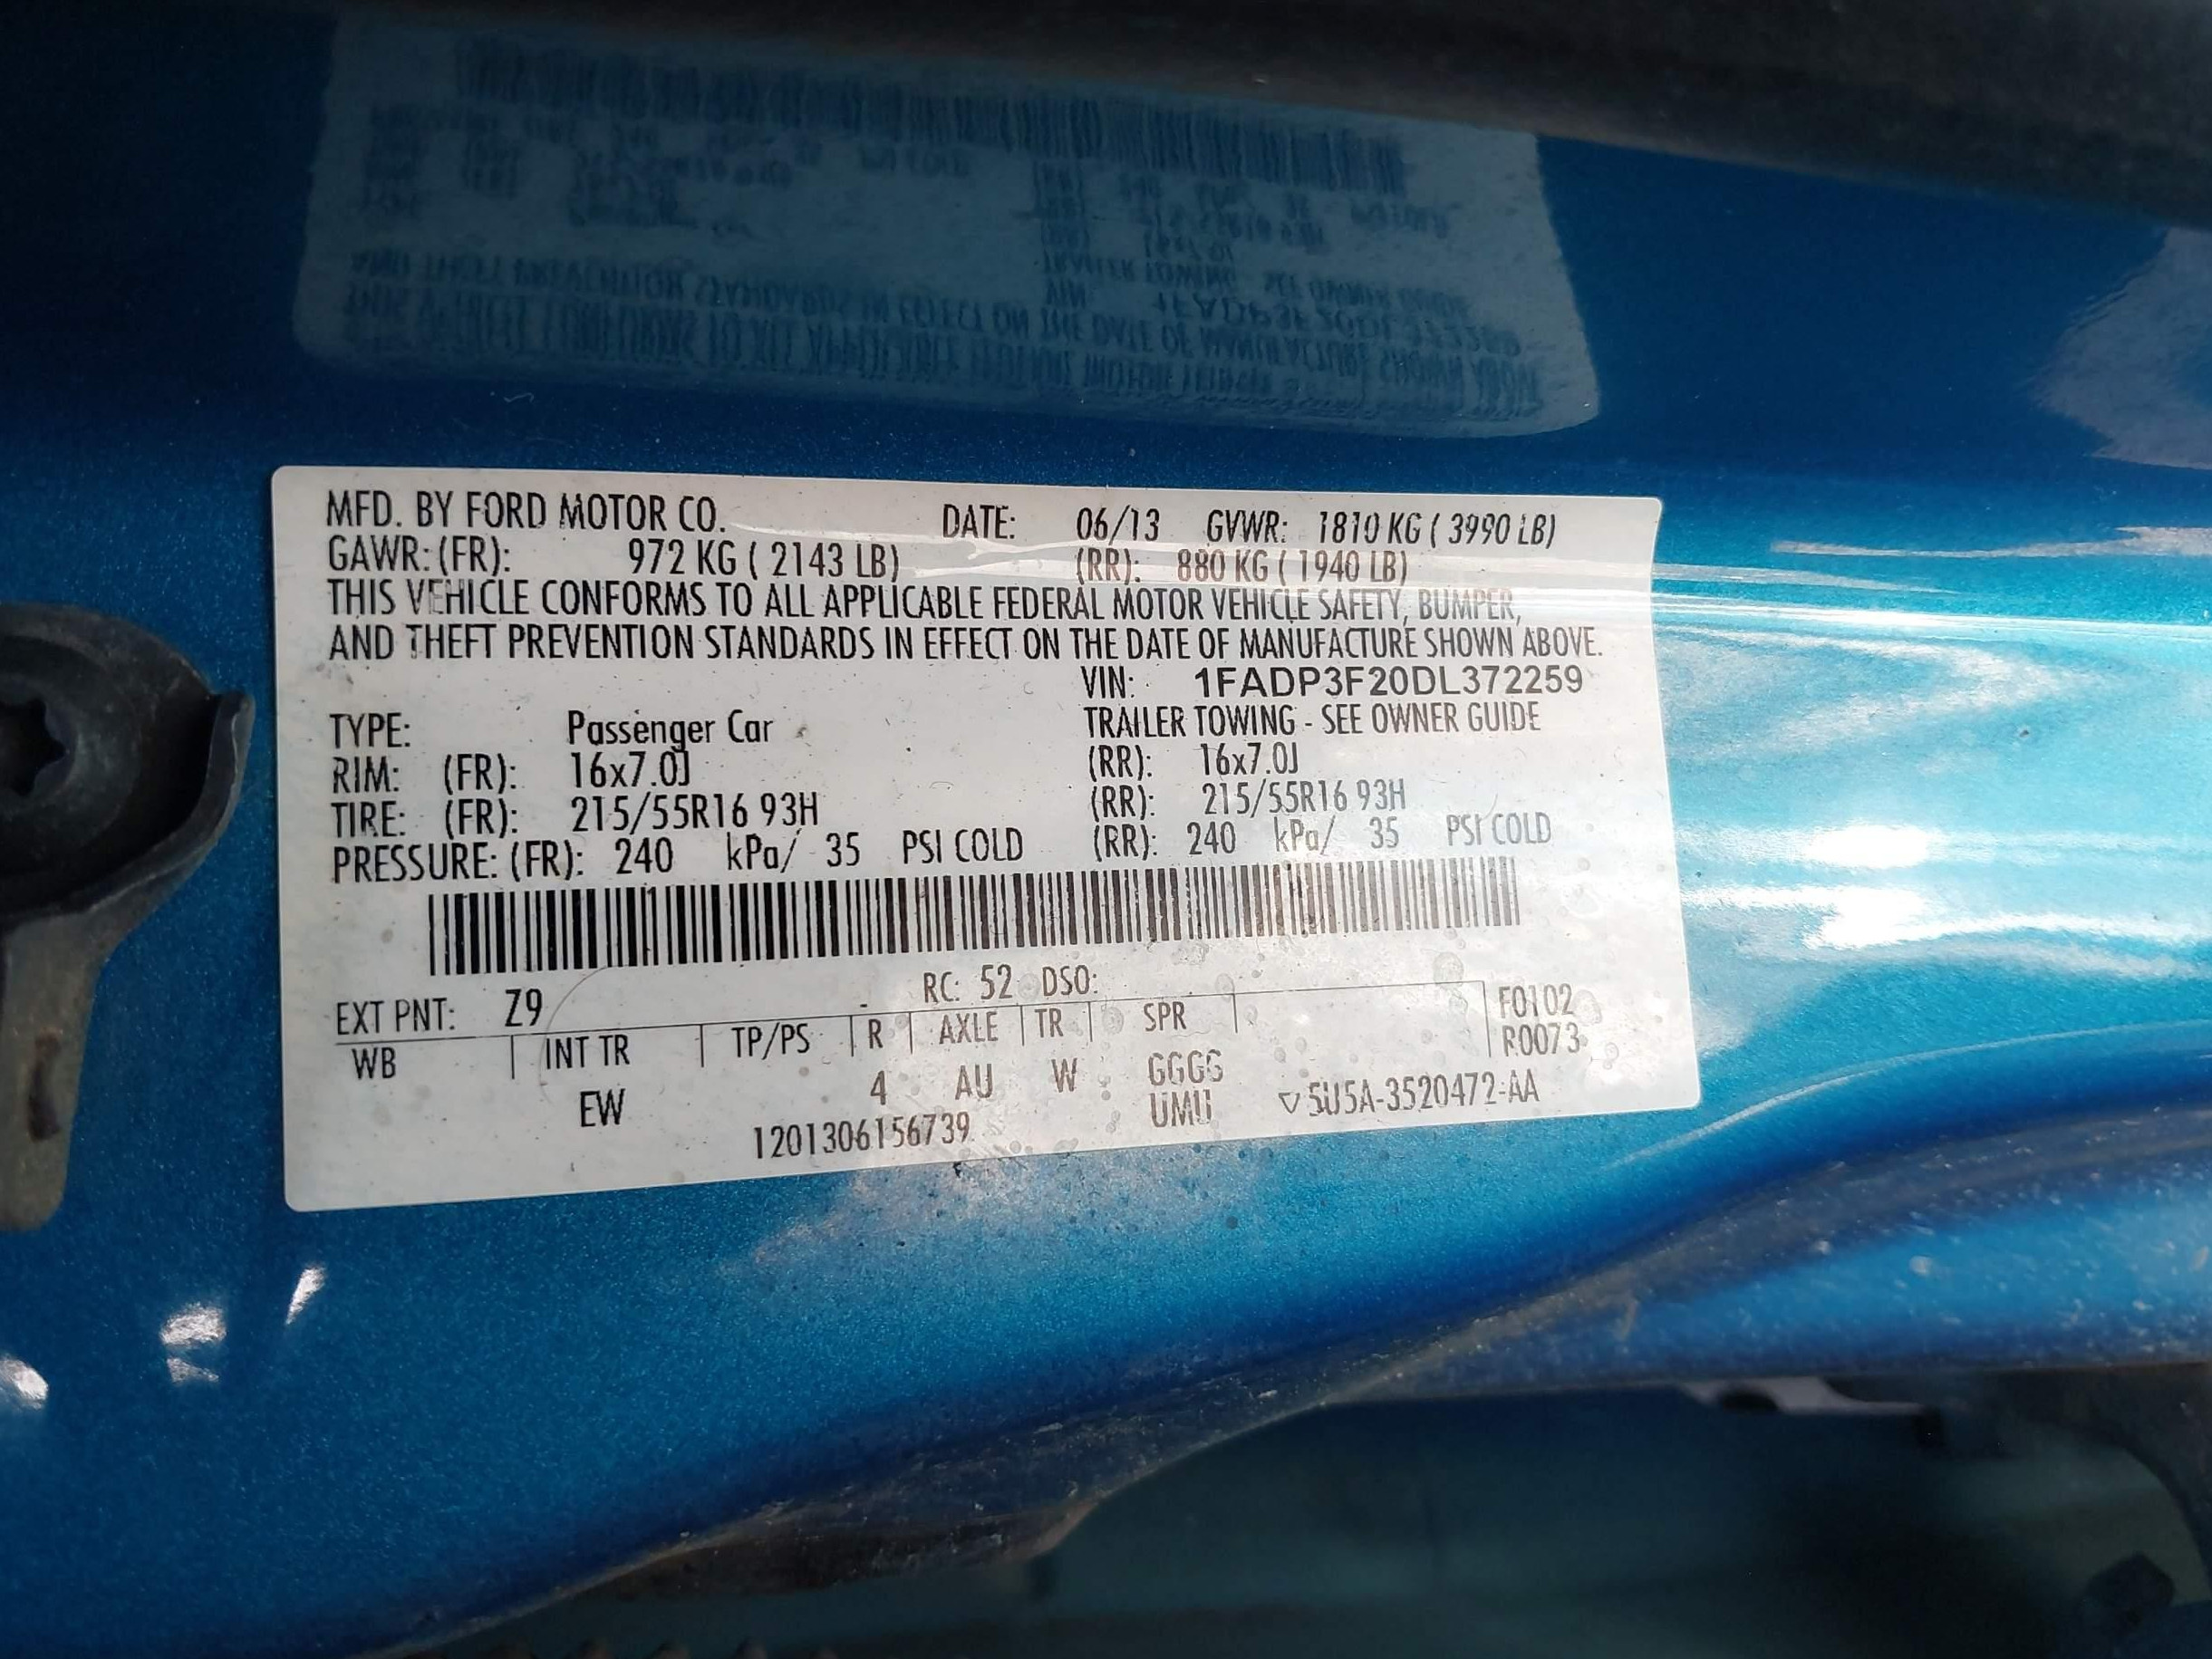 MFD. BY FORD MOTOR CO. DATE: 06/13 GVWR: 1810 KG ( 3990 LB)
GAWR: (FR): 972 KG ( 2143 LB) (RR): 880 KG ( 1940 LB)
THIS VEHICLE CONFORMS TO ALL APPLICABLE FEDERAL MOTOR VEHICLE SAFETY, BUMPER,
AND THEFT PREVENTION STANDARDS IN EFFECT ON THE DATE OF MANUFACTURE SHOWN ABOVE.
VIN: 1FADP3F20DL372259
TYPE: Passenger Car TRAILER TOWING - SEE OWNER GUIDE
RIM: (FR): 16x7.0J (RR): 16x7.0J
TIRE: (FR): 215/55R16 93H (RR): 215/55R16 93H
PRESSURE: (FR): 240 kPa/ 35 PSI COLD (RR): 240 kPa/ 35 PSI COLD
RC: 52 DSO:
EXT PNT: Z9 F0102
WB INT TR TP/PS R AXLE TR SPR R0073
EW 4 AU W GGGG
UMU ▽5U5A-3520472-AA
1201306156739